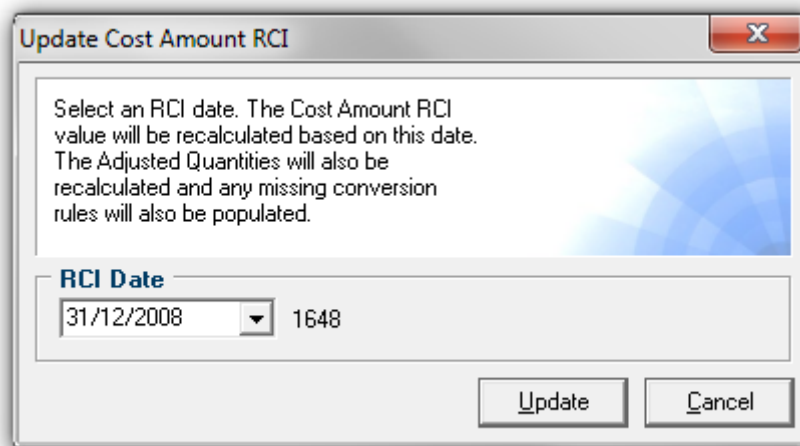 Update Cost Amount RCI
Select an RCI date. The Cost Amount RCI
value will be recalculated based on this date.
The Adjusted Quantities will also be
recalculated and any missing conversion
rules will also be populated.
RCI Date
31/12/2008 1648
Update Cancel